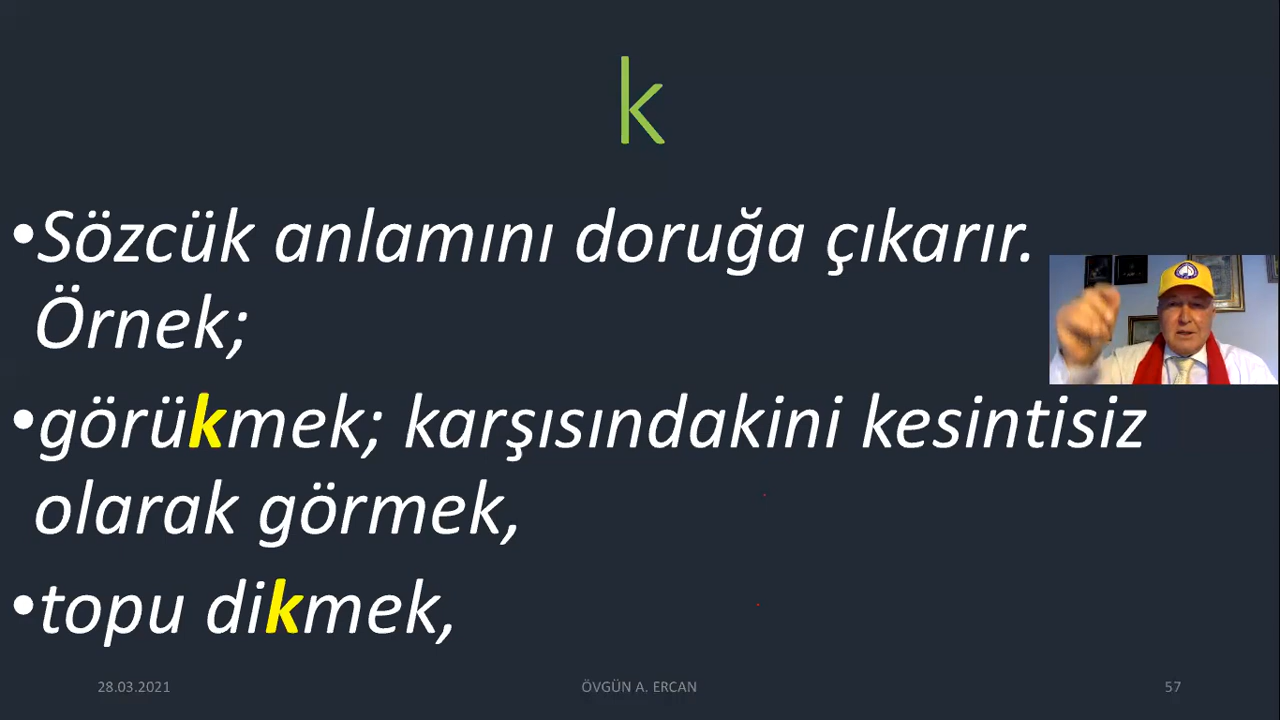 k
•Sözcük anlamını doruğa çıkarır.
Örnek;
•görükmek; karşısındakini kesintisiz
olarak görmek,
•topu dikmek,
28.03.2021
ÖVGÜN A. ERCAN
57